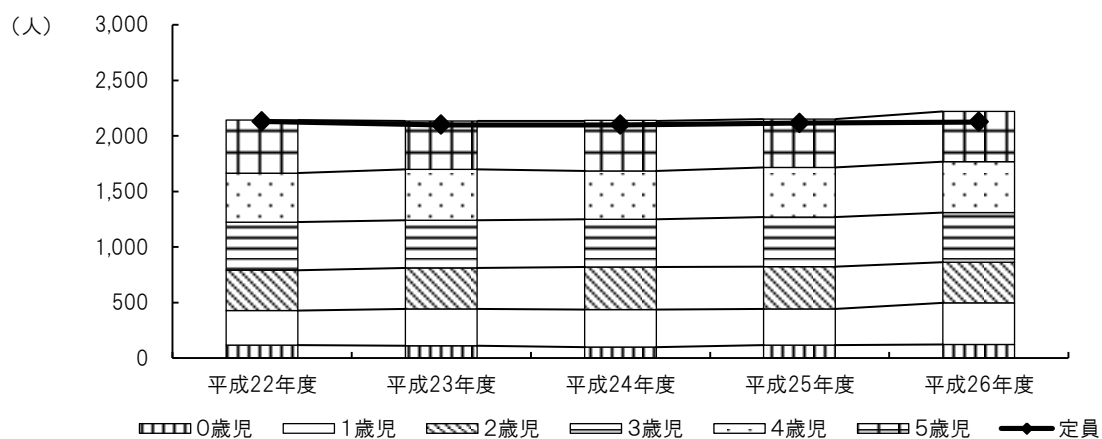 （人）
3,000
2,500
2,000
1,500
1,000
500
0
平成22年度 平成23年度 平成24年度 平成25年度 平成26年度
0歳児 1歳児 2歳児 3歳児 4歳児 5歳児 定員